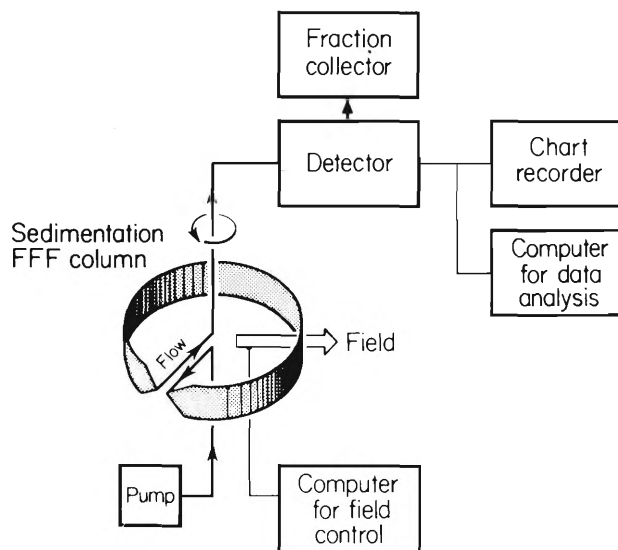 Fraction
collector
Detector
Chart
recorder
Sedimentation
FFF column
Computer
for data
analysis
Flow
Field
Pump
Computer
for field
control